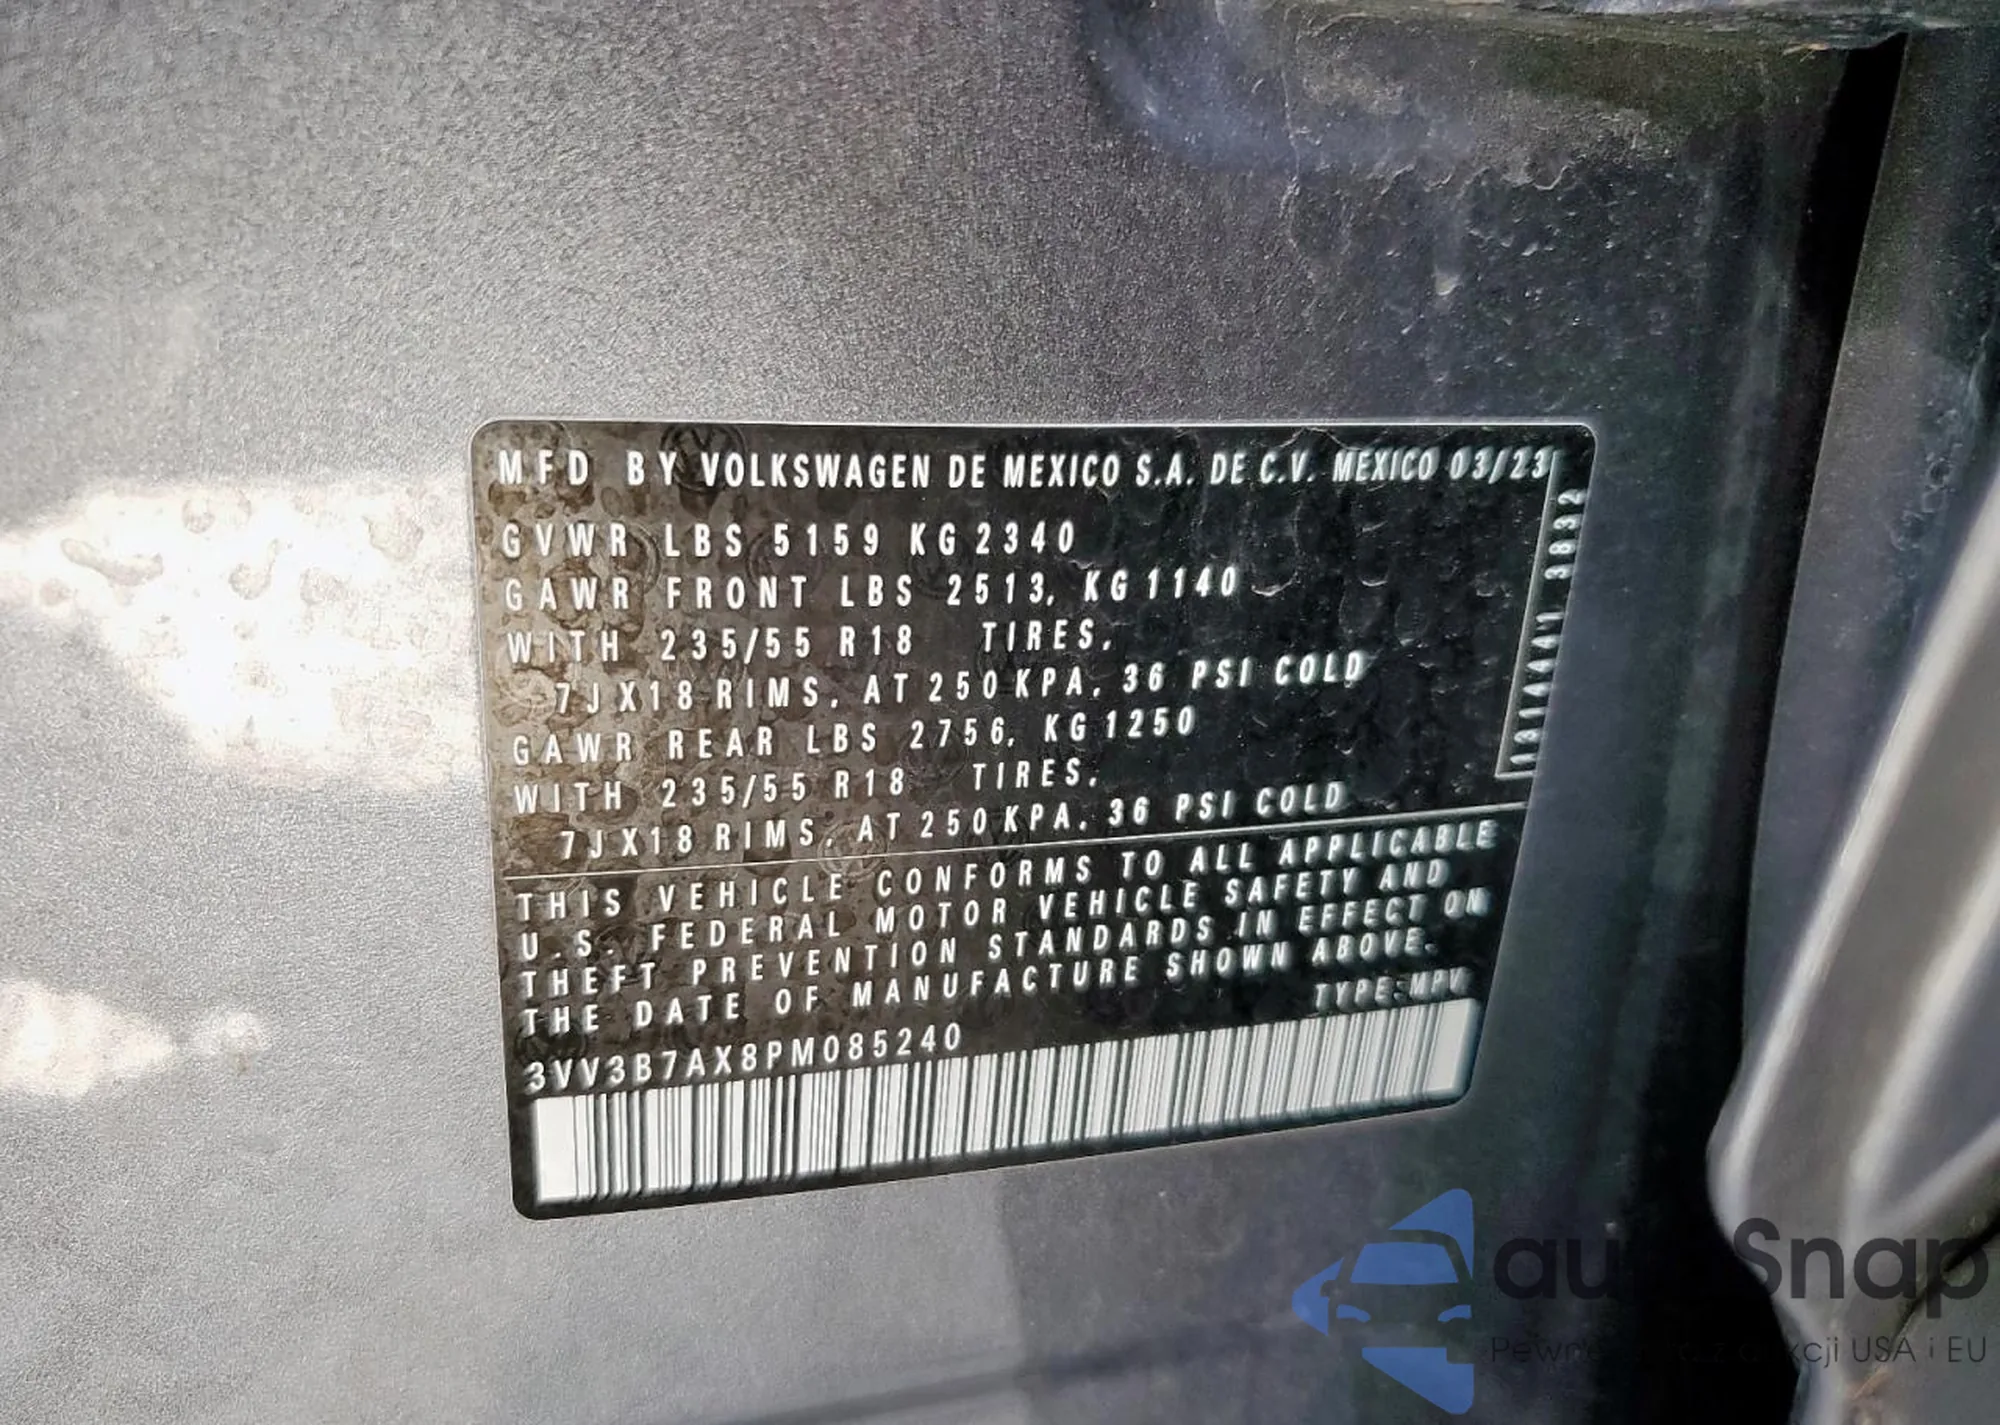 MFD BY VOLKSWAGEN DE MEXICO S.A. DE C.V. MEXICO 03/23
GVWR LBS 5159 KG 2340
GAWR FRONT LBS 2513, KG 1140
WITH 235/55 R18 TIRES,
7JX18 RIMS, AT 250 KPA, 36 PSI COLD
GAWR REAR LBS 2756, KG 1250
WITH 235/55 R18 TIRES,
7JX18 RIMS, AT 250 KPA, 36 PSI COLD
THIS VEHICLE CONFORMS TO ALL APPLICABLE
U.S. FEDERAL MOTOR VEHICLE SAFETY AND
THEFT PREVENTION STANDARDS IN EFFECT ON
THE DATE OF MANUFACTURE SHOWN ABOVE.
TYPE:MPV
3VV3B7AX8PM085240
3832
USA i EU